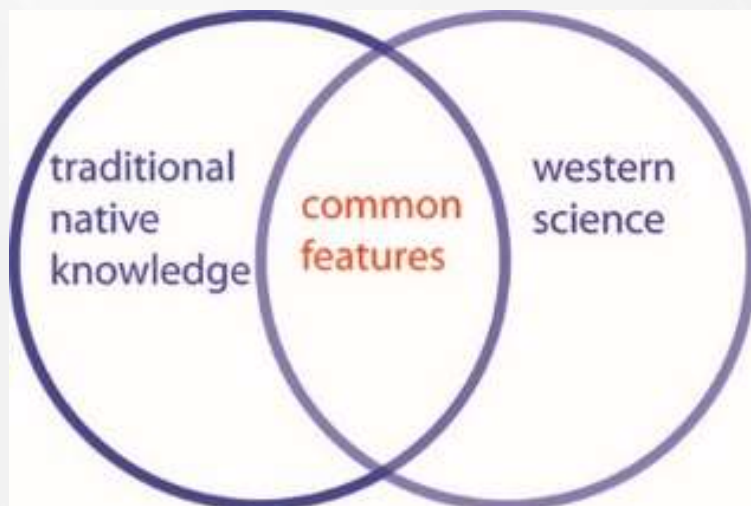 traditional
native
knowledge
common
features
western
science